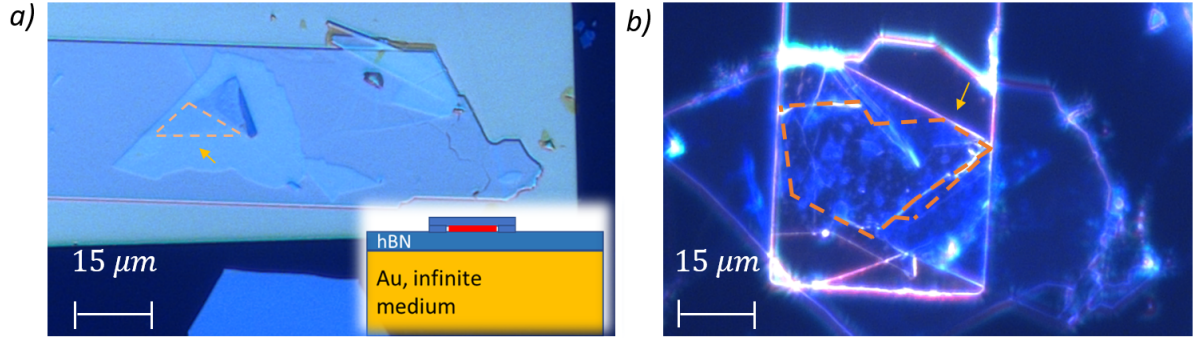 a)
15 μm
hBN
Au, infinite
medium
b)
15 μm